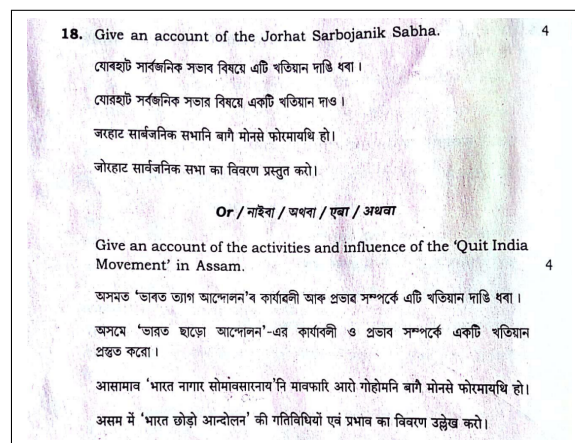 18. Give an account of the Jorhat Sarbojanik Sabha. 4
যোৰহাট সাৰ্বজনিক সভাৰ বিষয়ে এটি খতিয়ান দাঙি ধৰা ।
যোরহাট সর্বজনিক সভার বিষয়ে একটি খতিয়ান দাও ।
जरहाट सार्बजनिक सभानि बागै मोनसे फोरमायथि हो।
जोरहाट सार्वजनिक सभा का विवरण प्रस्तुत करो।
Or / নাইবা / অথবা / एबा / अथवा
Give an account of the activities and influence of the ‘Quit India
Movement’ in Assam. 4
অসমত ‘ভাৰত ত্যাগ আন্দোলন’ৰ কাৰ্যাৱলী আৰু প্ৰভাৱ সম্পৰ্কে এটি খতিয়ান দাঙি ধৰা ।
অসমে ‘ভারত ছাড়ো আন্দোলন’-এর কার্যাবলী ও প্রভাব সম্পর্কে একটি খতিয়ান
প্রস্তুত করো ।
आसामाव ‘भारत नागार सोमावसारनाय’नि मावफारि आरो गोहोमनि बागै मोनसे फोरमायथि हो।
असम में ‘भारत छोड़ो आन्दोलन’ की गतिविधियों एवं प्रभाव का विवरण उल्लेख करो।